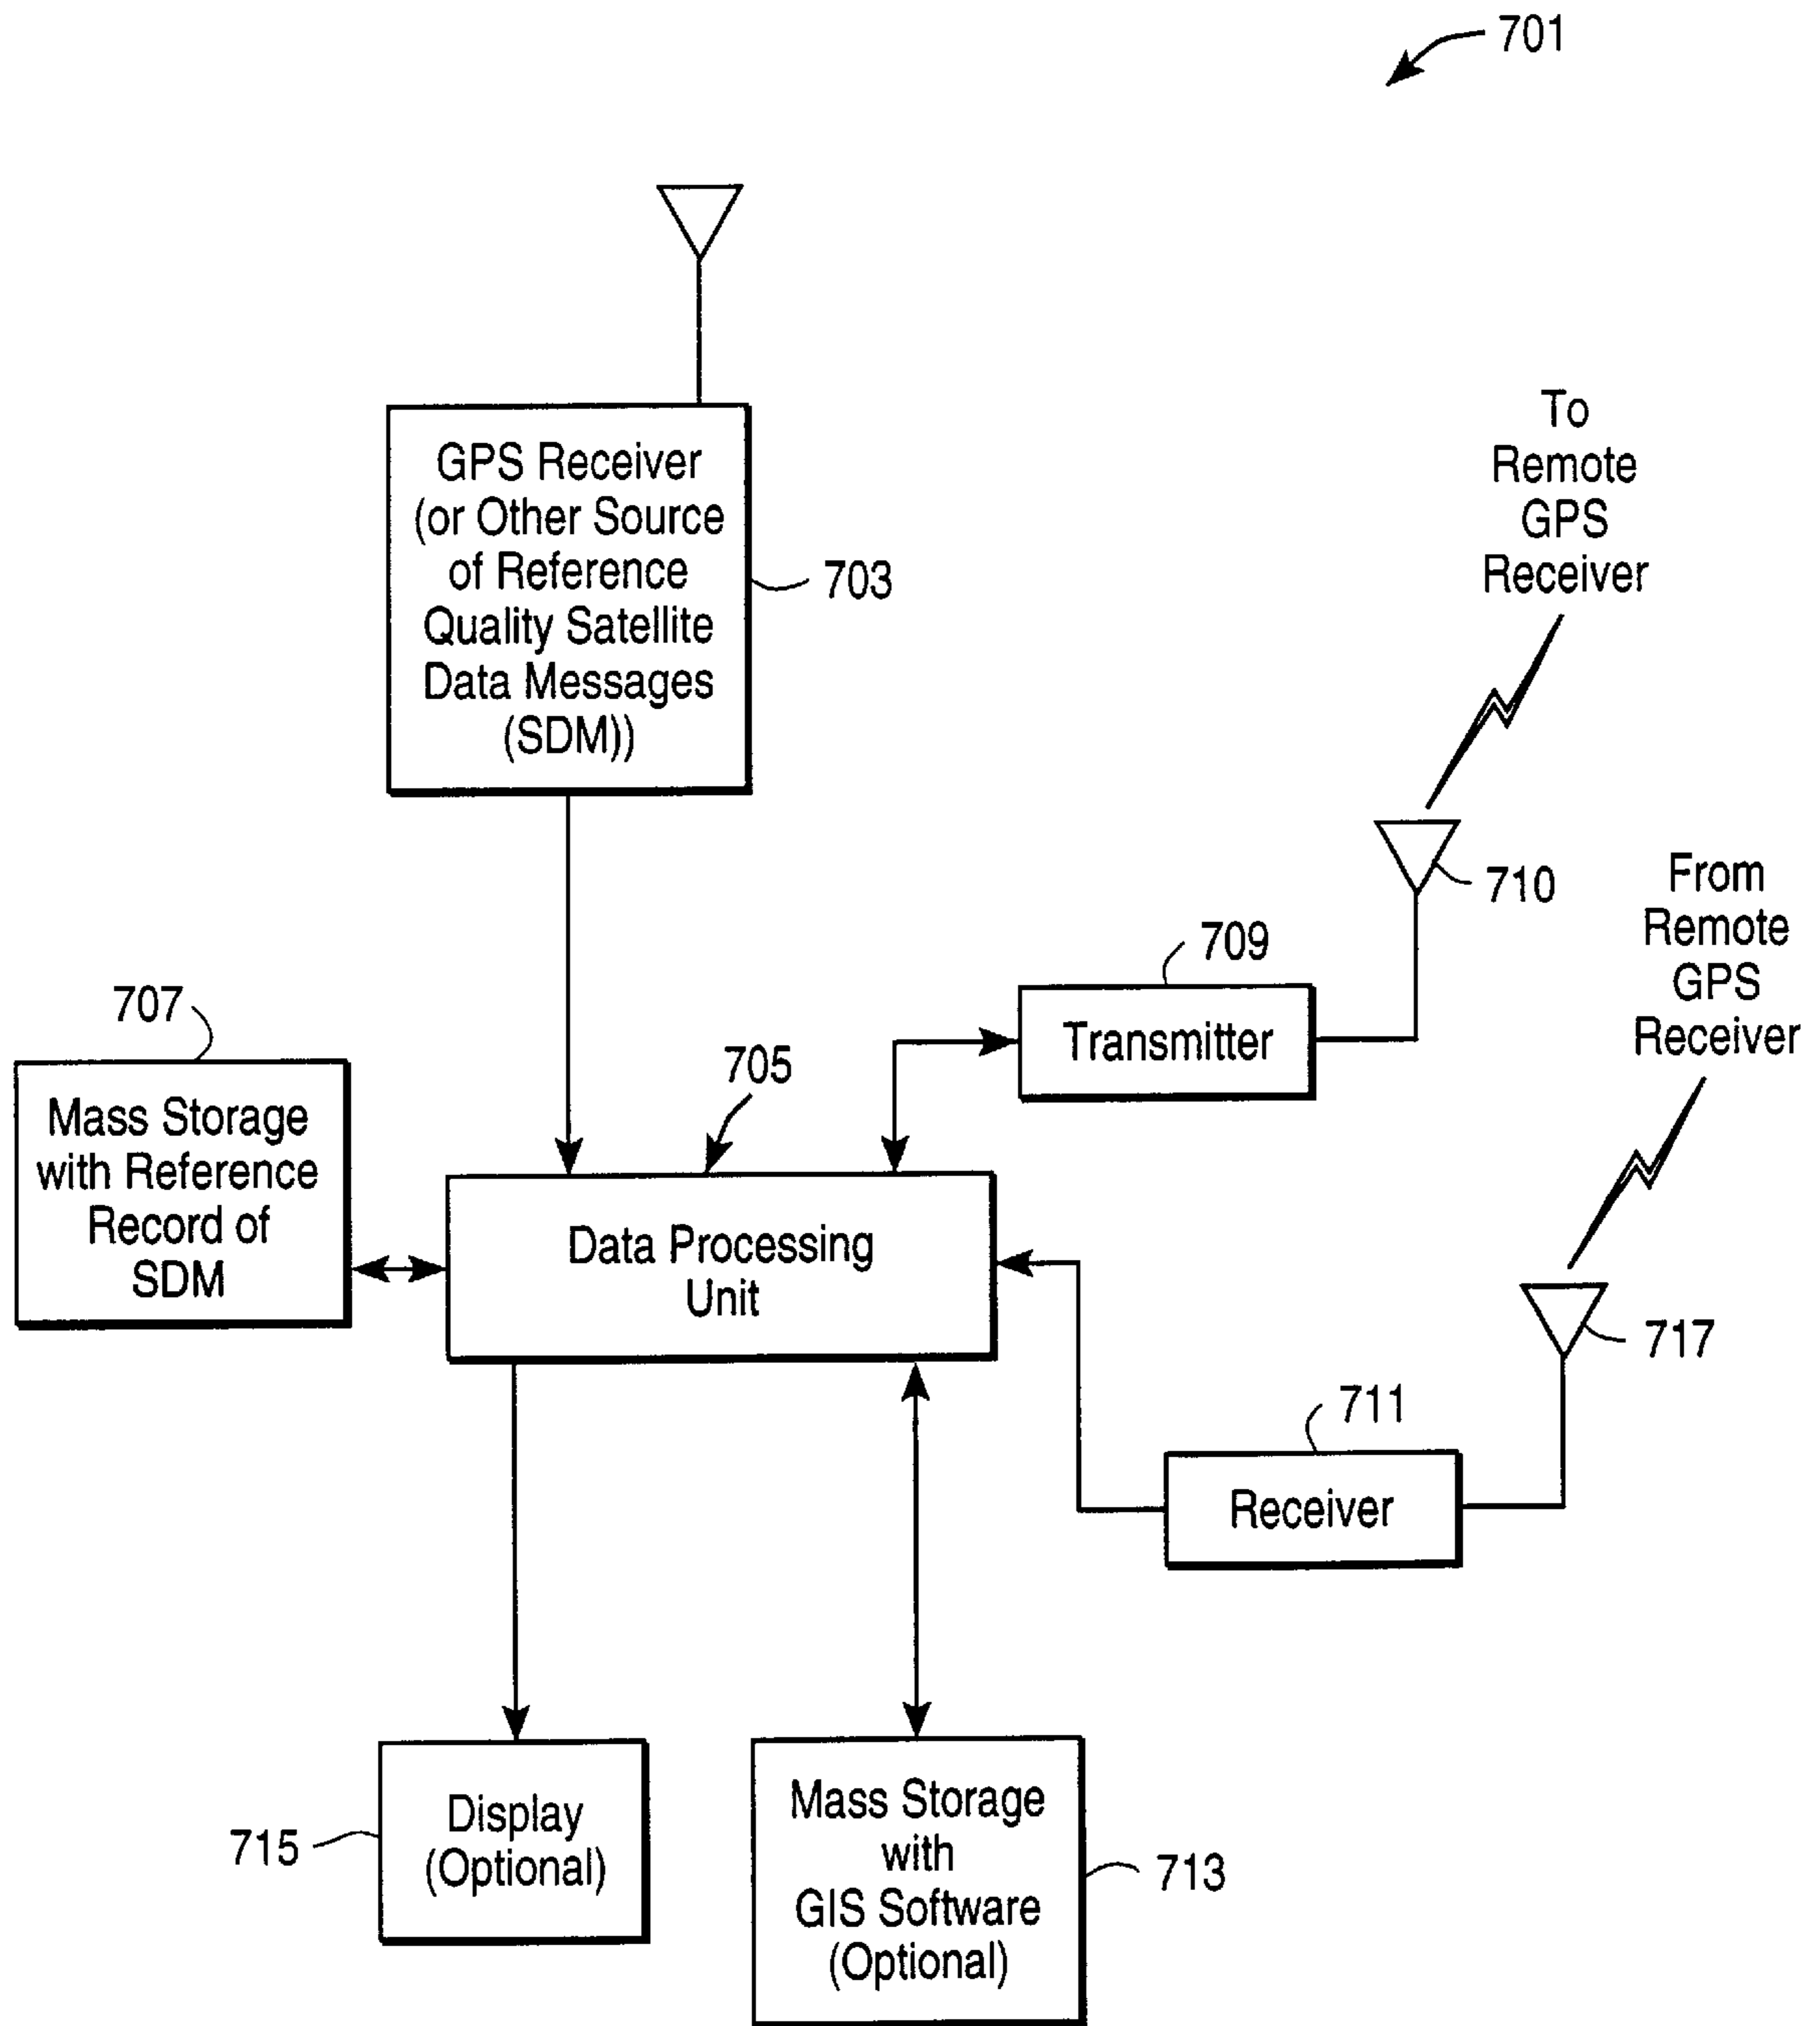 701
GPS Receiver
(or Other Source
of Reference
Quality Satellite
Data Messages
(SDM))
703
To
Remote
GPS
Receiver
710
From
Remote
GPS
Receiver
709
Transmitter
707
Mass Storage
with Reference
Record of
SDM
705
Data Processing
Unit
717
711
Receiver
715
Display
(Optional)
Mass Storage
with
GIS Software
(Optional)
713